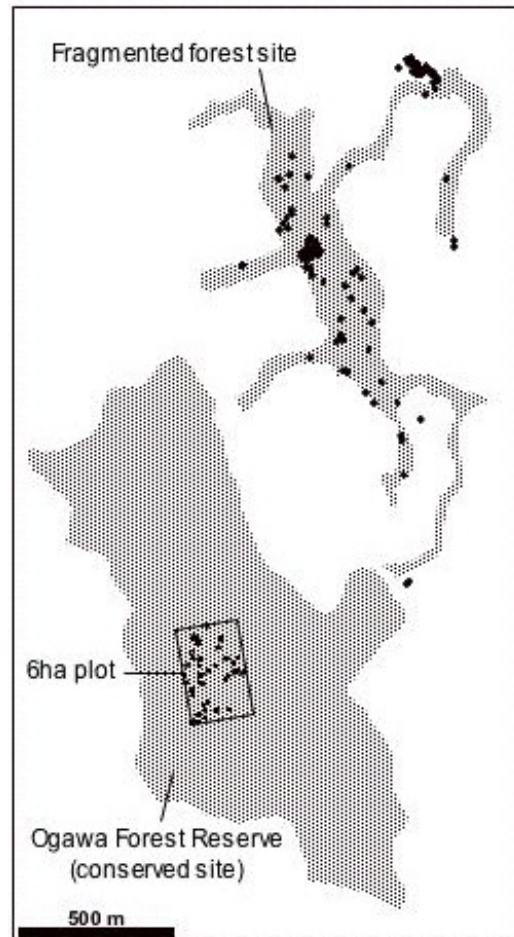 Fragmented forest site
6ha plot
Ogawa Forest Reserve
(conserved site)
500 m